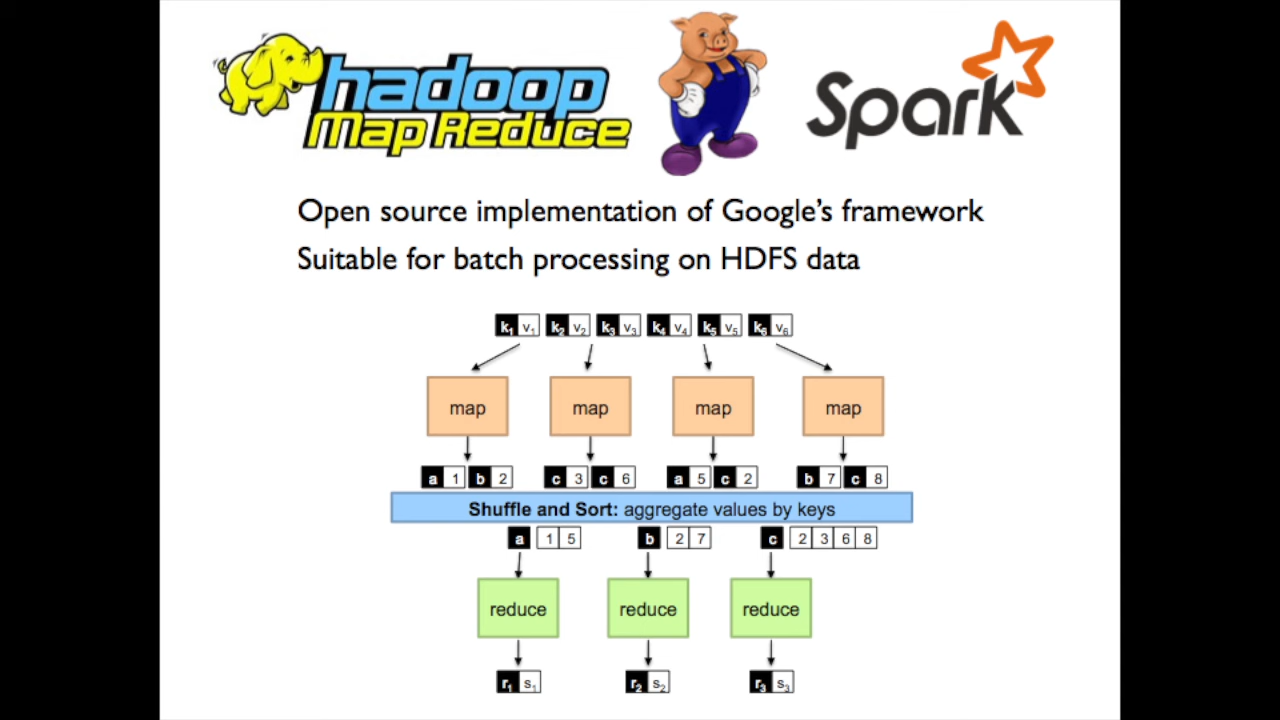 hadoop
Map Reduce
Spark
Open source implementation of Google's framework
Suitable for batch processing on HDFS data
k1 v1 k2 v2 k3 v3 k4 v4 k5 v5 k6 v6
map map map map
a 1 b 2 c 3 c 6 a 5 c 2 b 7 c 8
Shuffle and Sort: aggregate values by keys
a 1 5 b 2 7 c 2 3 6 8
reduce reduce reduce
r1 s1 r2 s2 r3 s3